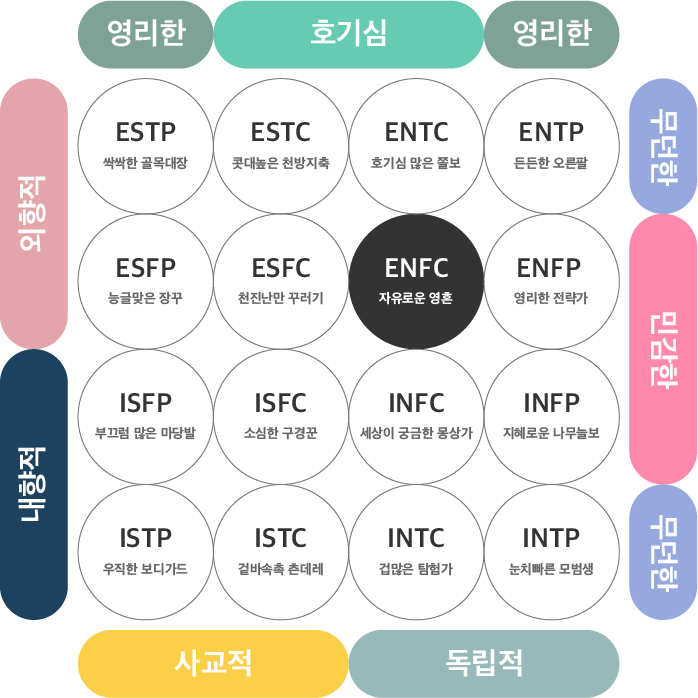 영리한
호기심
영리한
외향적
내향적
ESTP
싹싹한 골목대장
ESTC
콧대높은 천방지축
ENTC
호기심 많은 쫄보
ENTP
든든한 오른팔
ESFP
능글맞은 장꾸
ESFC
천진난만 꾸러기
ENFC
자유로운 영혼
ENFP
영리한 전략가
ISFP
부끄럼 많은 마당발
ISFC
소심한 구경꾼
INFC
세상이 궁금한 몽상가
INFP
지혜로운 나무늘보
ISTP
우직한 보디가드
ISTC
겉바속촉 츤데레
INTC
겁많은 탐험가
INTP
눈치빠른 모범생
무던한
민감한
무던한
사교적
독립적